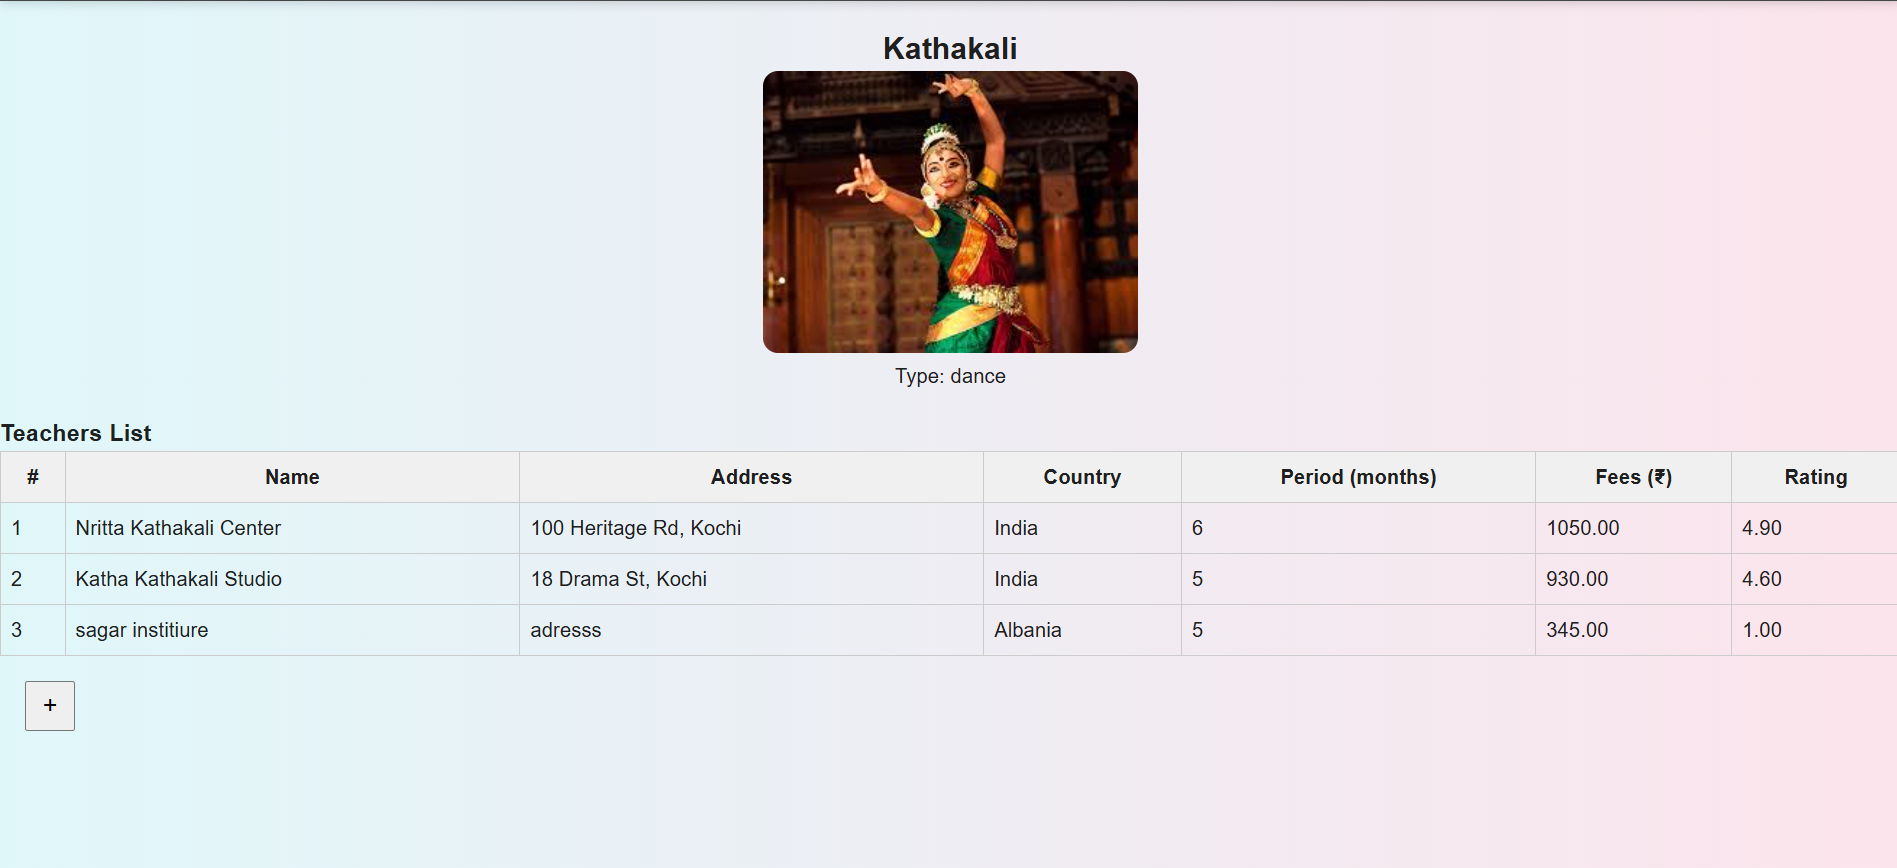 Kathakali
Type: dance
Teachers List
# Name Address Country Period (months) Fees (₹) Rating
1 Nritta Kathakali Center 100 Heritage Rd, Kochi India 6 1050.00 4.90
2 Katha Kathakali Studio 18 Drama St, Kochi India 5 930.00 4.60
3 sagar institiure adresss Albania 5 345.00 1.00
+